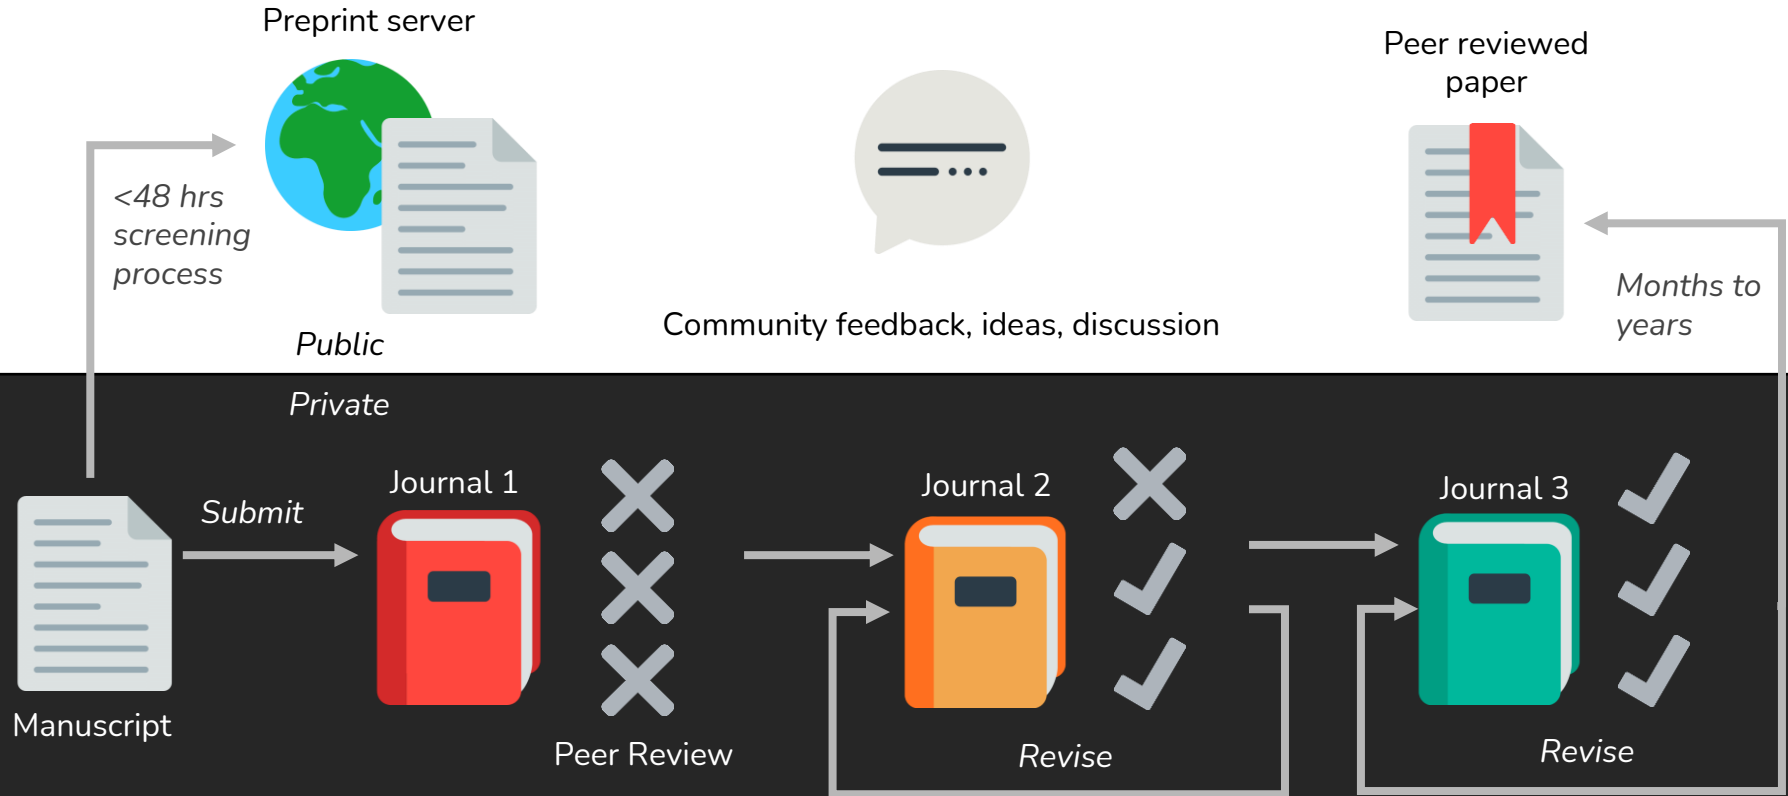 Preprint server
Peer reviewed
paper
<48 hrs
screening
process
Months to
years
Community feedback, ideas, discussion
Public
Private
Journal 1
Journal 2
Journal 3
Submit
Manuscript
Peer Review
Revise
Revise